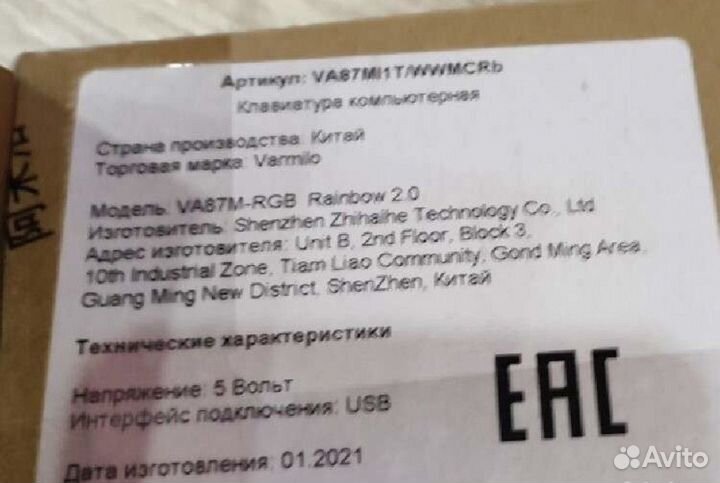 Артикул: VA87MI1T/WWMCRb
Клавиатура компьютерная
Страна производства: Китай
Торговая марка: Varmilo
Модель: VA87M-RGB Rainbow 2.0
Изготовитель: Shenzhen Zhihaihe Technology Co., Ltd
Адрес изготовителя: Unit B, 2nd Floor, Block 3,
10th Industrial Zone, Tiam Liao Community, Gond Ming Area,
Guang Ming New District, ShenZhen, Китай
Технические характеристики
Напряжение: 5 Вольт
Интерфейс подключения: USB
Дата изготовления: 01.2021
EAC
Avito